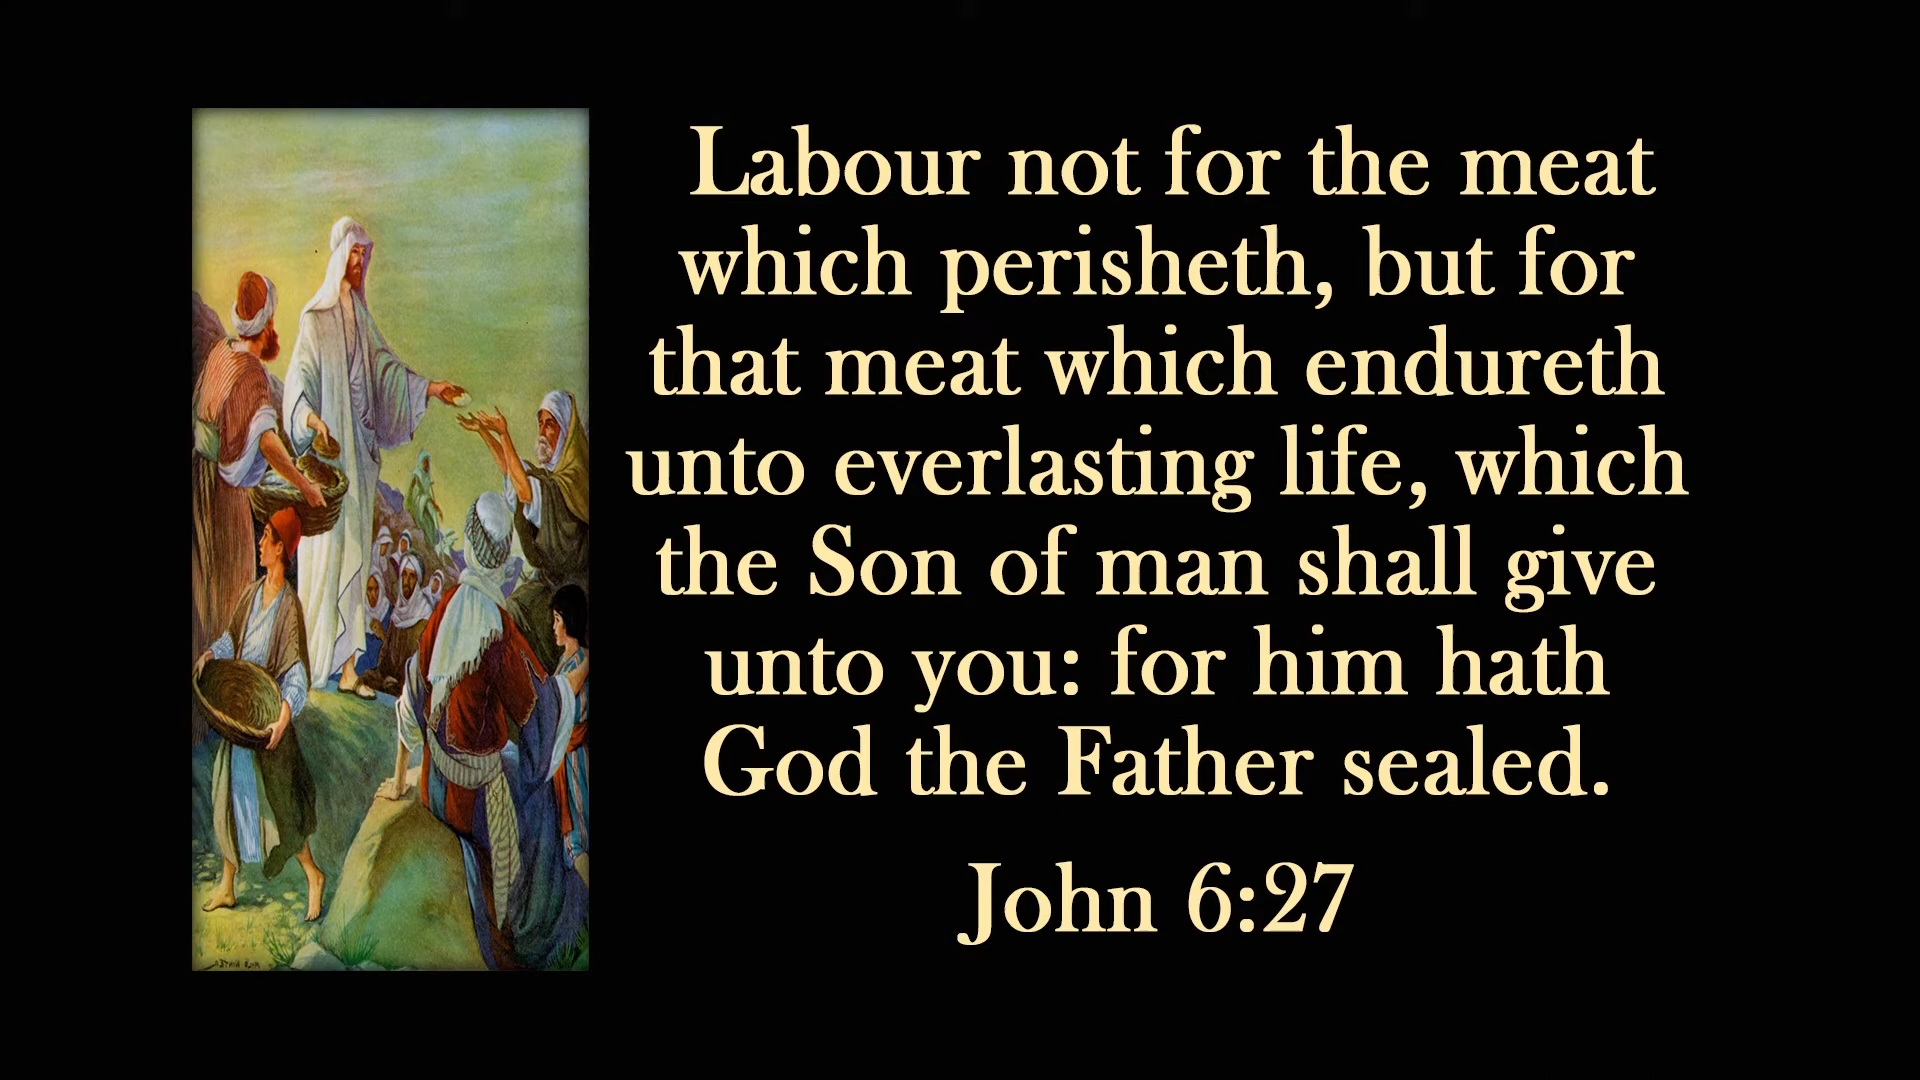 Labour not for the meat
which perisheth, but for
that meat which endureth
unto everlasting life, which
the Son of man shall give
unto you: for him hath
God the Father sealed.
John 6:27